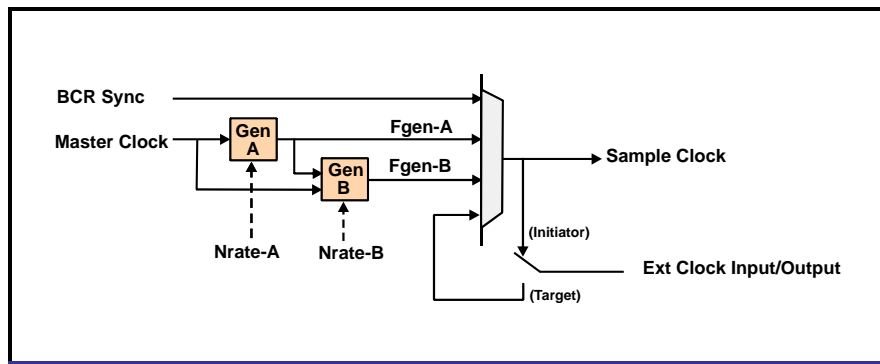 BCR Sync
Master Clock
Gen
A
Fgen-A
Gen
B
Fgen-B
Sample Clock
Nrate-A
Nrate-B
(Initiator)
Ext Clock Input/Output
(Target)